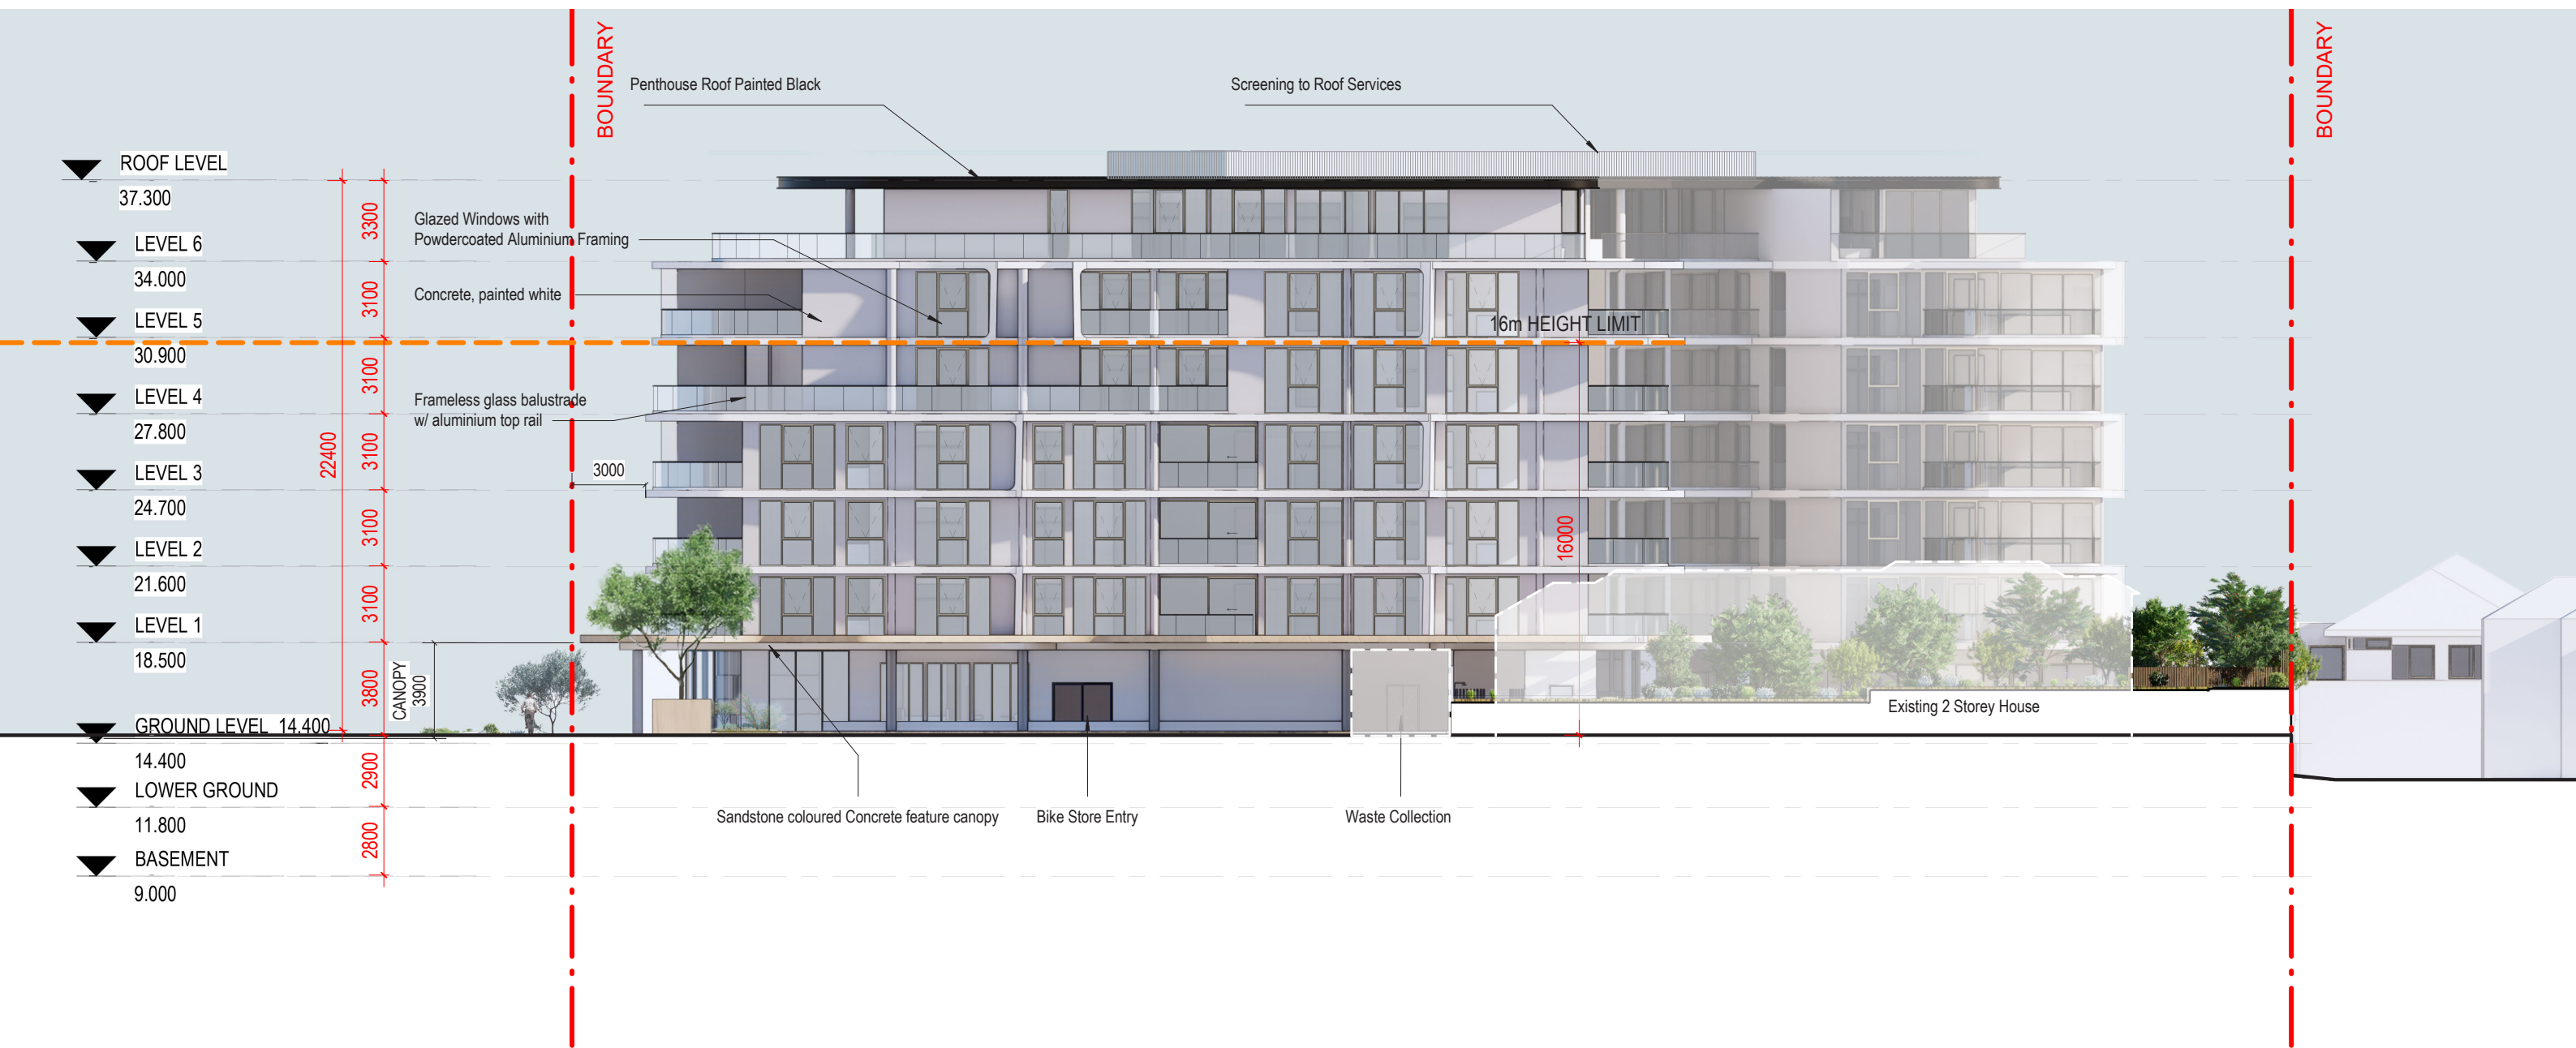 BOUNDARY
BOUNDARY
Penthouse Roof Painted Black
Screening to Roof Services
ROOF LEVEL
37.300
3300
Glazed Windows with
Powdercoated Aluminium Framing
LEVEL 6
34.000
3100
Concrete, painted white
LEVEL 5
30.900
16m HEIGHT LIMIT
3100
LEVEL 4
27.800
Frameless glass balustrade
w/ aluminium top rail
22400
3100
LEVEL 3
24.700
3000
3100
LEVEL 2
21.600
16000
3100
LEVEL 1
18.500
CANOPY
3900
3800
GROUND LEVEL 14.400
14.400
Existing 2 Storey House
2900
LOWER GROUND
11.800
Sandstone coloured Concrete feature canopy
Bike Store Entry
Waste Collection
2800
BASEMENT
9.000